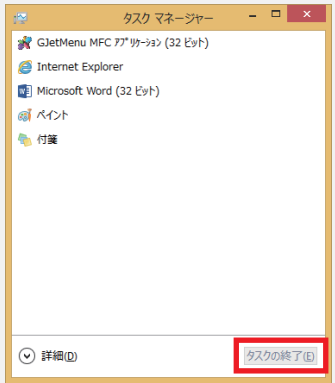 タスク マネージャー
GJetMenu MFC ｱﾌﾟﾘｹｰｼｮﾝ (32 ビット)
Internet Explorer
Microsoft Word (32 ビット)
ペイント
付箋
詳細(D)
タスクの終了(E)